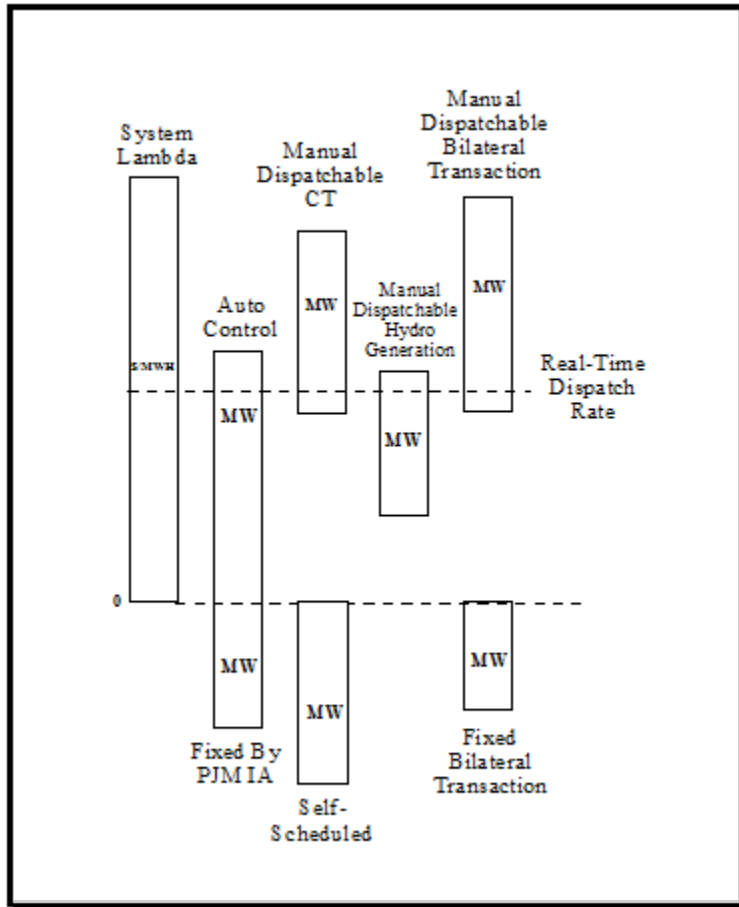 System
Lambda
Manual
Dispatchable
CT
Manual
Dispatchable
Bilateral
Transaction
Auto
Control
Manual
Dispatchable
Hydro
Generation
MW
MW
$/MWH
Real-Time
Dispatch
Rate
MW
MW
0
MW
MW
MW
Fixed By
PJM IA
Self-
Scheduled
Fixed
Bilateral
Transaction